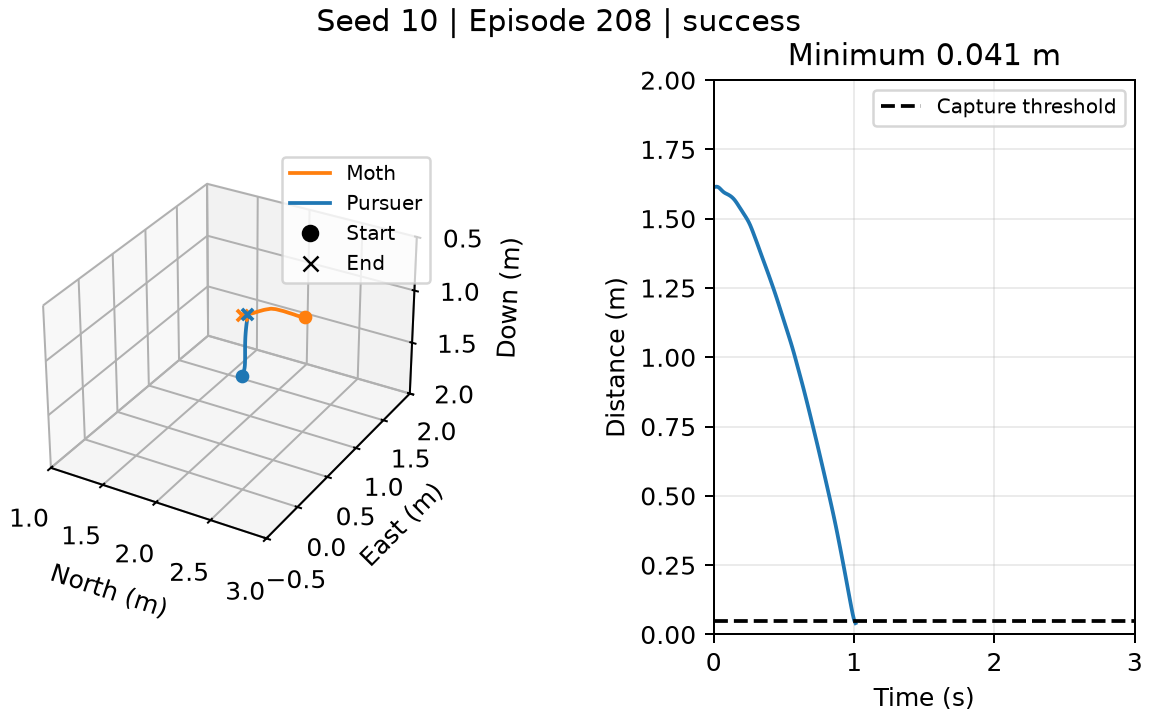 Seed 10 | Episode 208 | success
Moth
Pursuer
Start
End
0.5
1.0
1.5
2.0
Down (m)
2.0
1.5
1.0
0.5
0.0
−0.5
East (m)
1.0
1.5
2.0
2.5
3.0
North (m)
Minimum 0.041 m
Capture threshold
2.00
1.75
1.50
1.25
1.00
0.75
0.50
0.25
0.00
Distance (m)
0 1 2 3
Time (s)